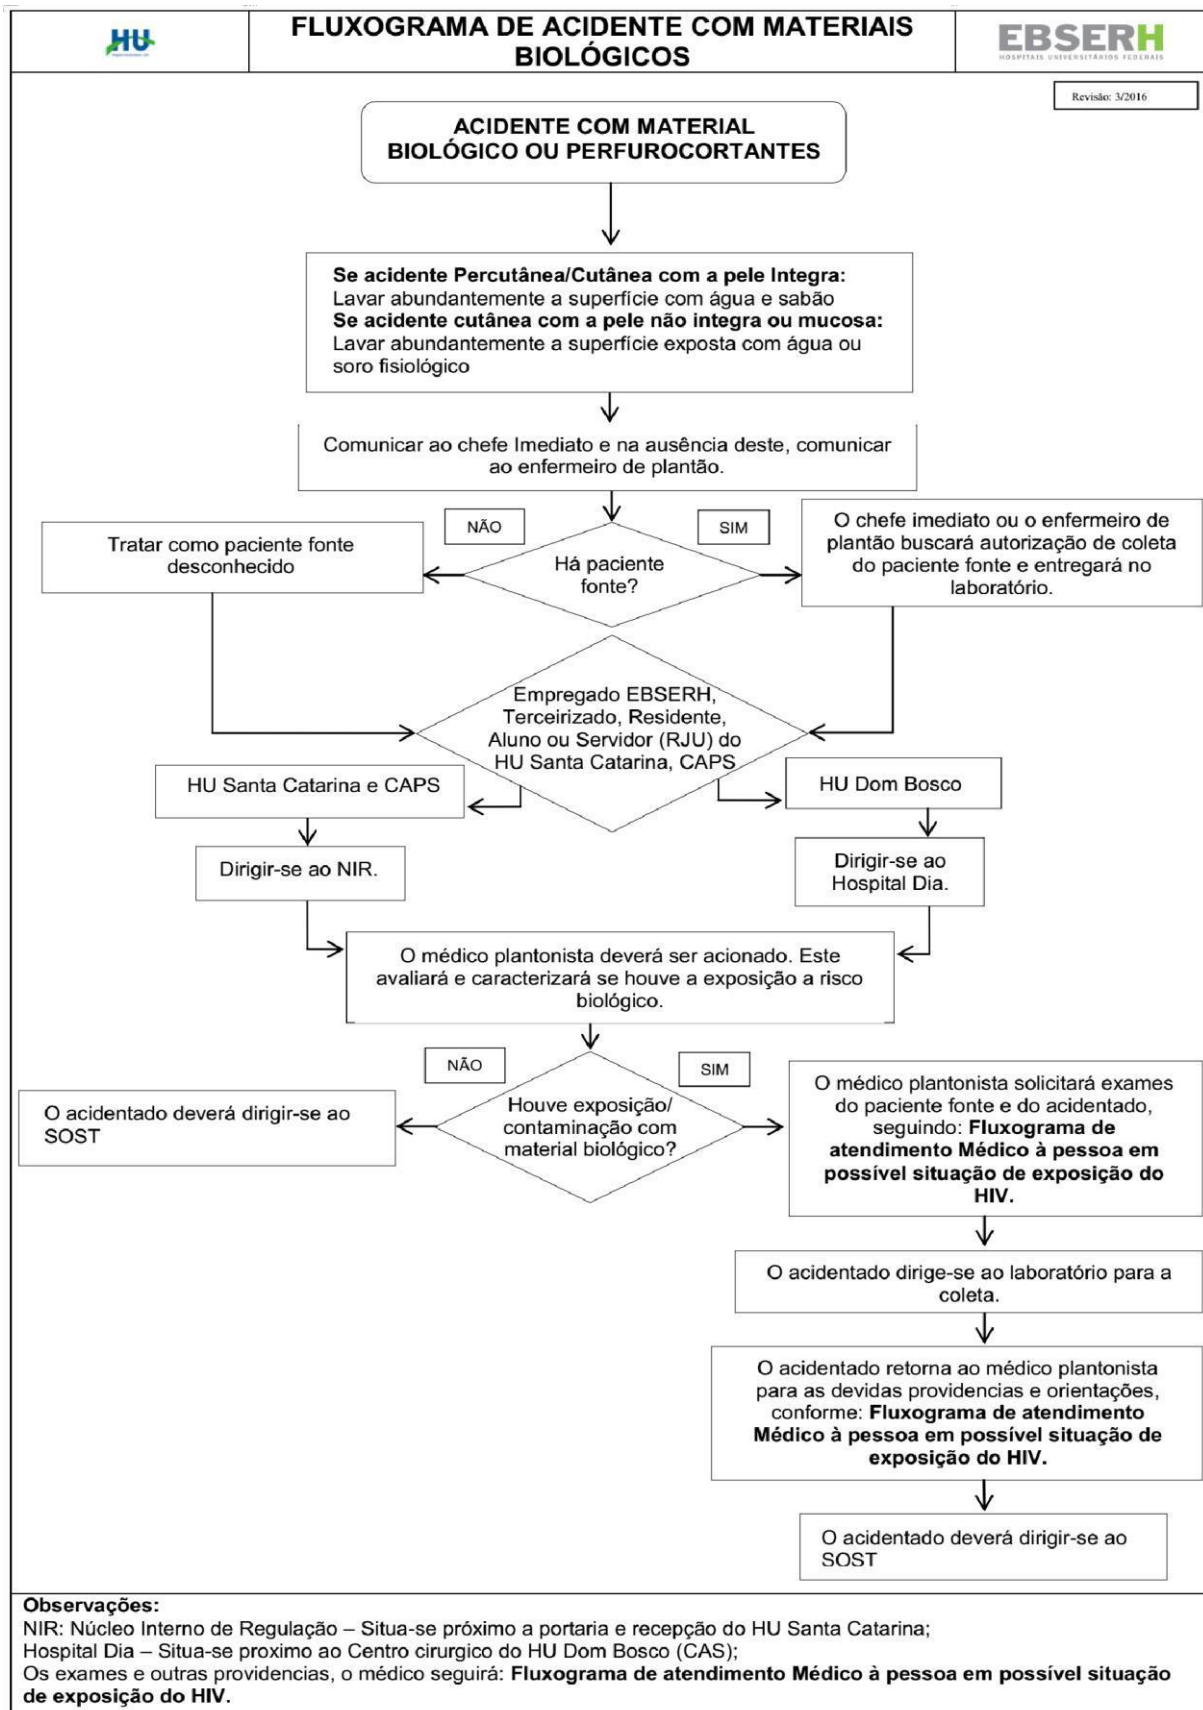 HU
FLUXOGRAMA DE ACIDENTE COM MATERIAIS
BIOLÓGICOS
EBSERH
HOSPITAIS UNIVERSITÁRIOS FEDERAIS
Revisão: 3/2016
ACIDENTE COM MATERIAL
BIOLÓGICO OU PERFUROCORTANTES
Se acidente Percutânea/Cutânea com a pele Integra:
Lavar abundantemente a superfície com água e sabão
Se acidente cutânea com a pele não integra ou mucosa:
Lavar abundantemente a superfície exposta com água ou
soro fisiológico
Comunicar ao chefe Imediato e na ausência deste, comunicar
ao enfermeiro de plantão.
NÃO
SIM
Tratar como paciente fonte
desconhecido
Há paciente
fonte?
O chefe imediato ou o enfermeiro de
plantão buscará autorização de coleta
do paciente fonte e entregará no
laboratório.
Empregado EBSERH,
Terceirizado, Residente,
Aluno ou Servidor (RJU) do
HU Santa Catarina, CAPS
HU Santa Catarina e CAPS
HU Dom Bosco
Dirigir-se ao NIR.
Dirigir-se ao
Hospital Dia.
O médico plantonista deverá ser acionado. Este
avaliará e caracterizará se houve a exposição a risco
biológico.
NÃO
SIM
O acidentado deverá dirigir-se ao
SOST
Houve exposição/
contaminação com
material biológico?
O médico plantonista solicitará exames
do paciente fonte e do acidentado,
seguindo: Fluxograma de
atendimento Médico à pessoa em
possível situação de exposição do
HIV.
O acidentado dirige-se ao laboratório para a
coleta.
O acidentado retorna ao médico plantonista
para as devidas providencias e orientações,
conforme: Fluxograma de atendimento
Médico à pessoa em possível situação de
exposição do HIV.
O acidentado deverá dirigir-se ao
SOST
Observações:
NIR: Núcleo Interno de Regulação – Situa-se próximo a portaria e recepção do HU Santa Catarina;
Hospital Dia – Situa-se proximo ao Centro cirurgico do HU Dom Bosco (CAS);
Os exames e outras providencias, o médico seguirá: Fluxograma de atendimento Médico à pessoa em possível situação
de exposição do HIV.